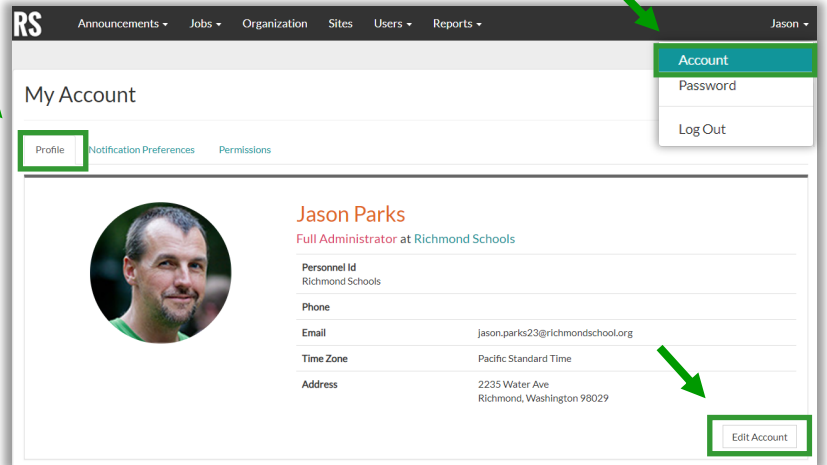 RS Announcements Jobs Organization Sites Users Reports Jason
Account
Password
Log Out
My Account
Profile Notification Preferences Permissions
Jason Parks
Full Administrator at Richmond Schools
Personnel Id
Richmond Schools
Phone
Email jason.parks23@richmondschool.org
Time Zone Pacific Standard Time
Address 2235 Water Ave
Richmond, Washington 98029
Edit Account